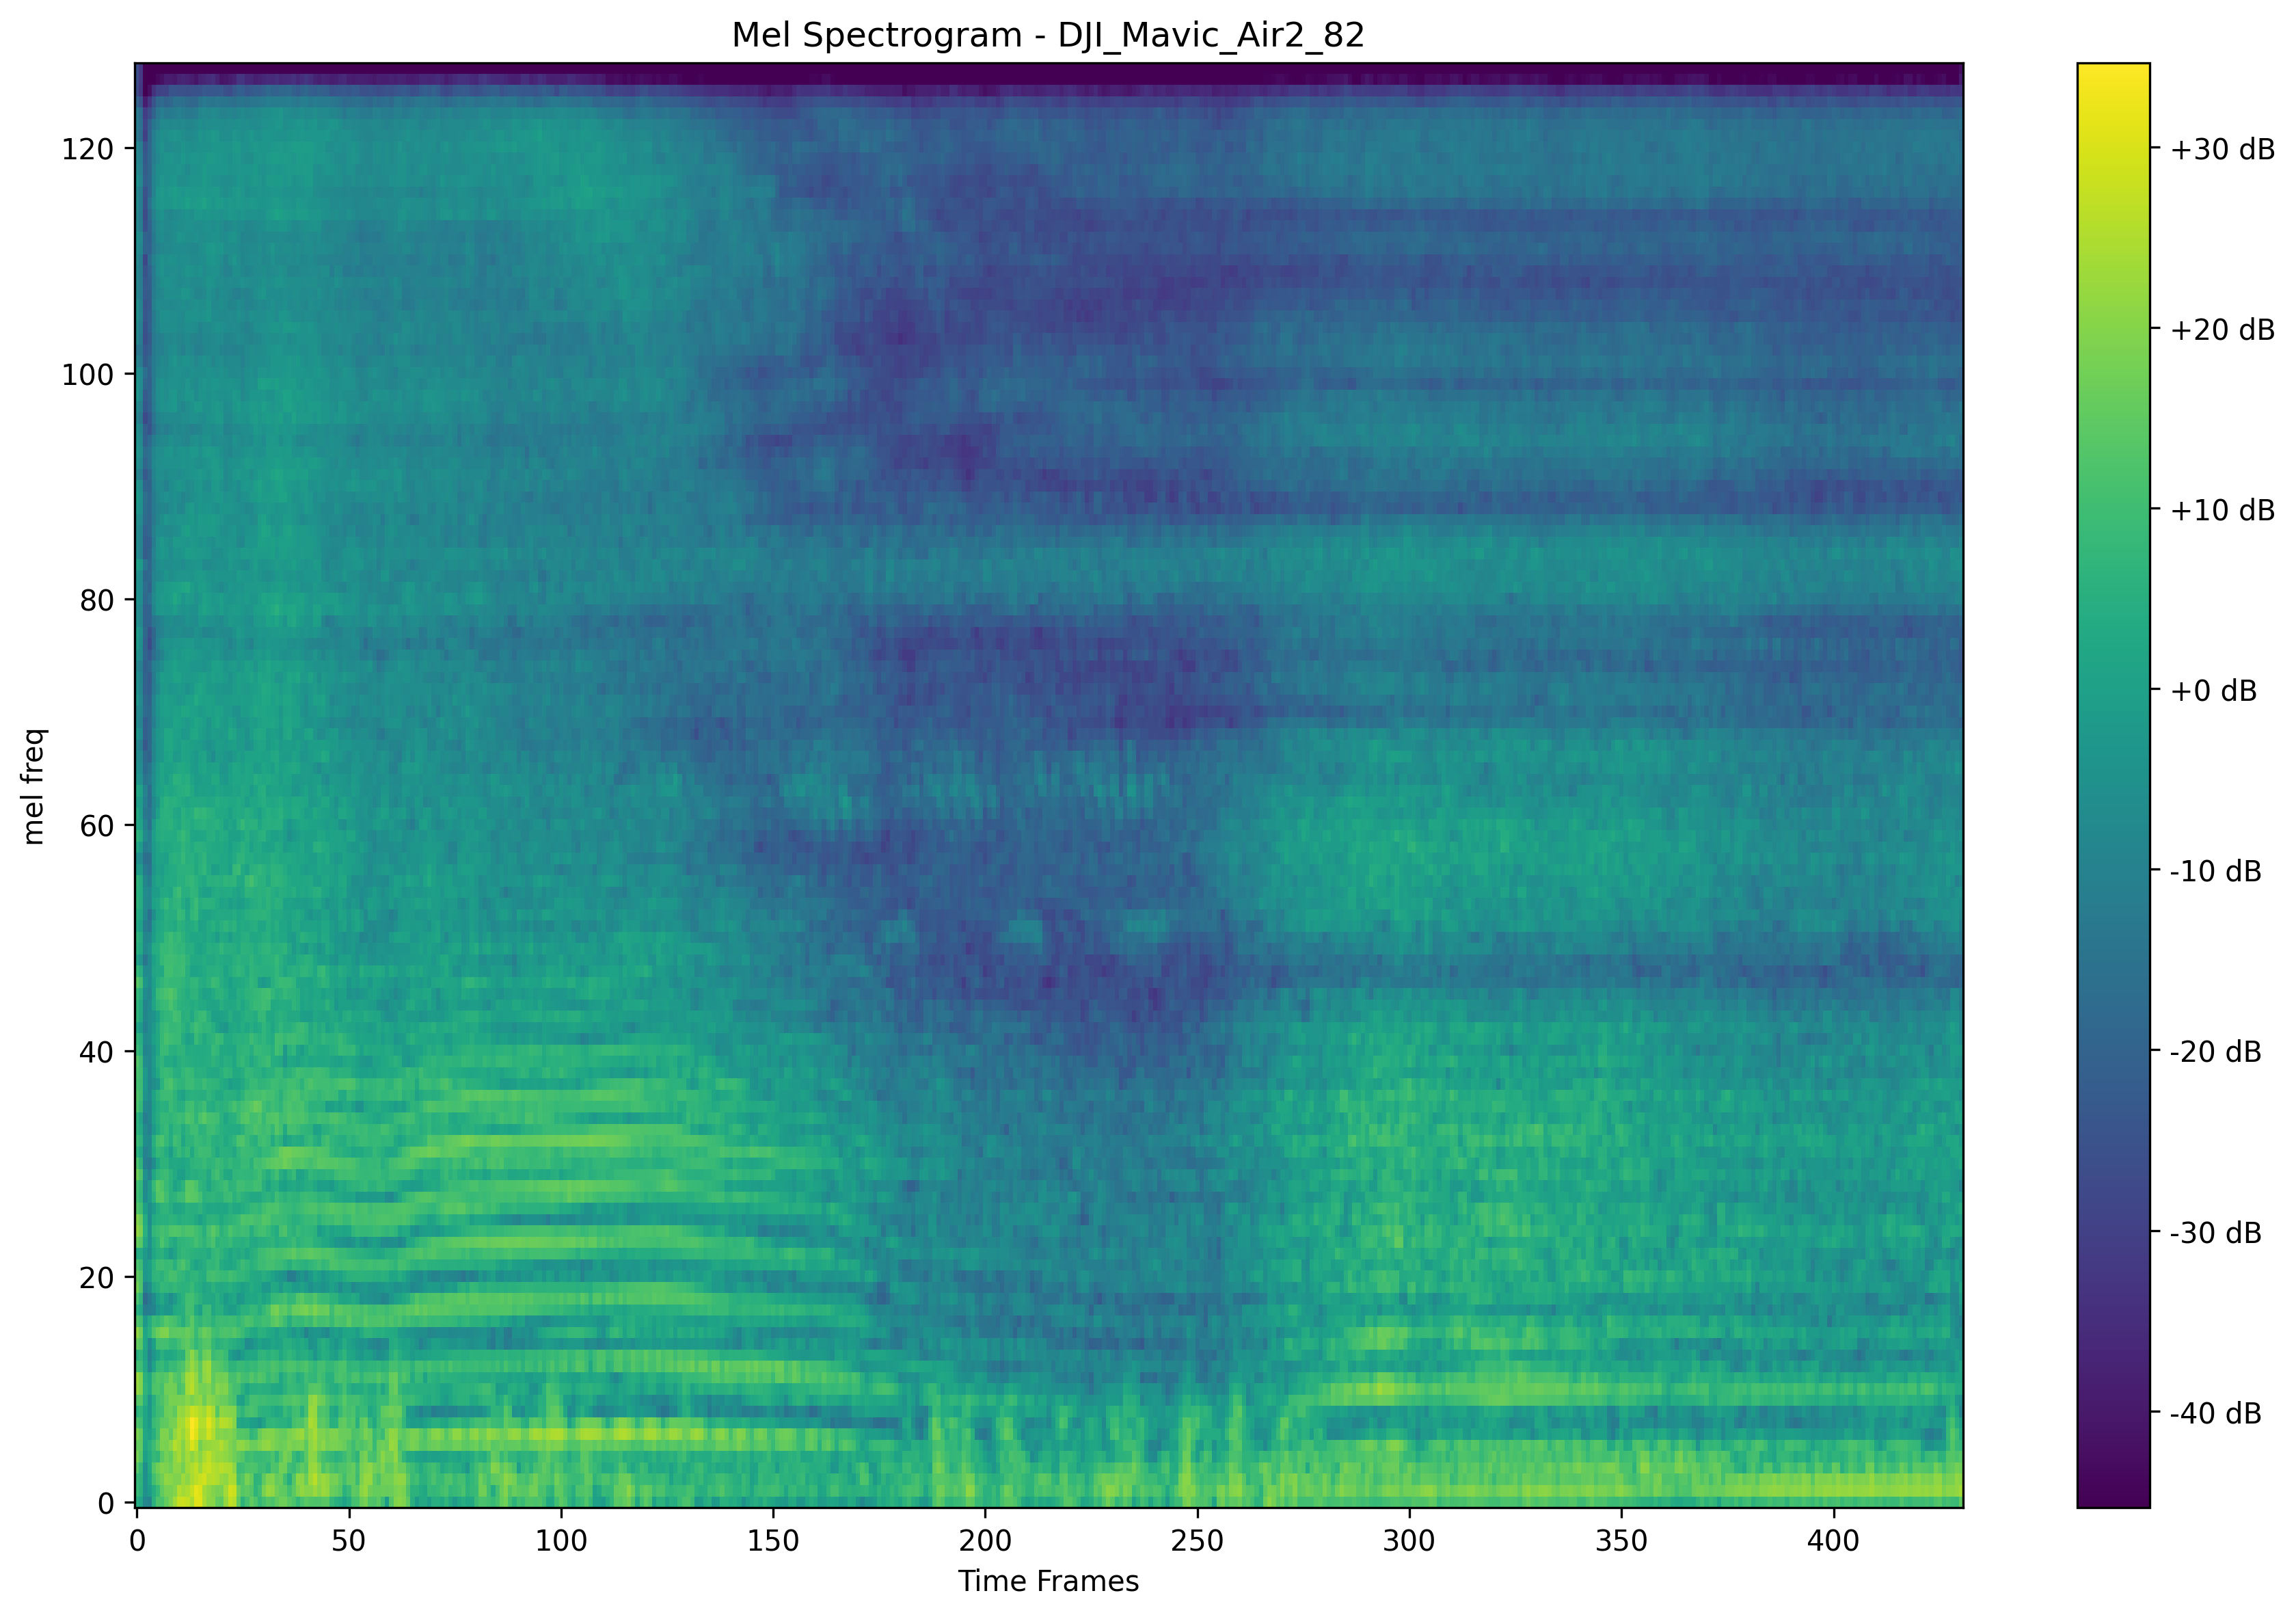 Mel Spectrogram - DJI_Mavic_Air2_82
mel freq
120
100
80
60
40
20
0
0 50 100 150 200 250 300 350 400
Time Frames
+30 dB
+20 dB
+10 dB
+0 dB
-10 dB
-20 dB
-30 dB
-40 dB